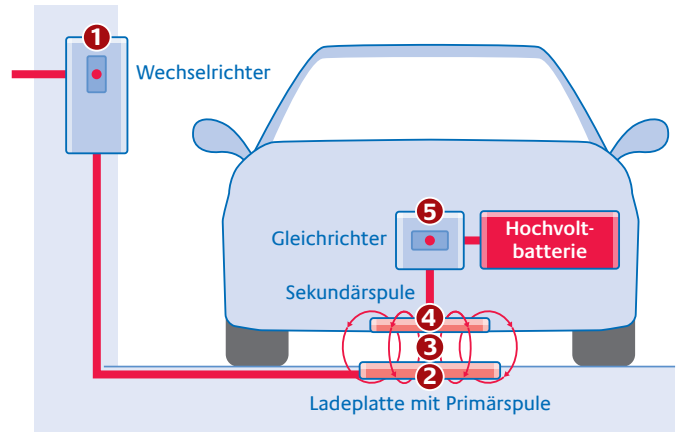 1
Wechselrichter
5
Gleichrichter
Hochvolt-
batterie
Sekundärspule
4
3
2
Ladeplatte mit Primärspule